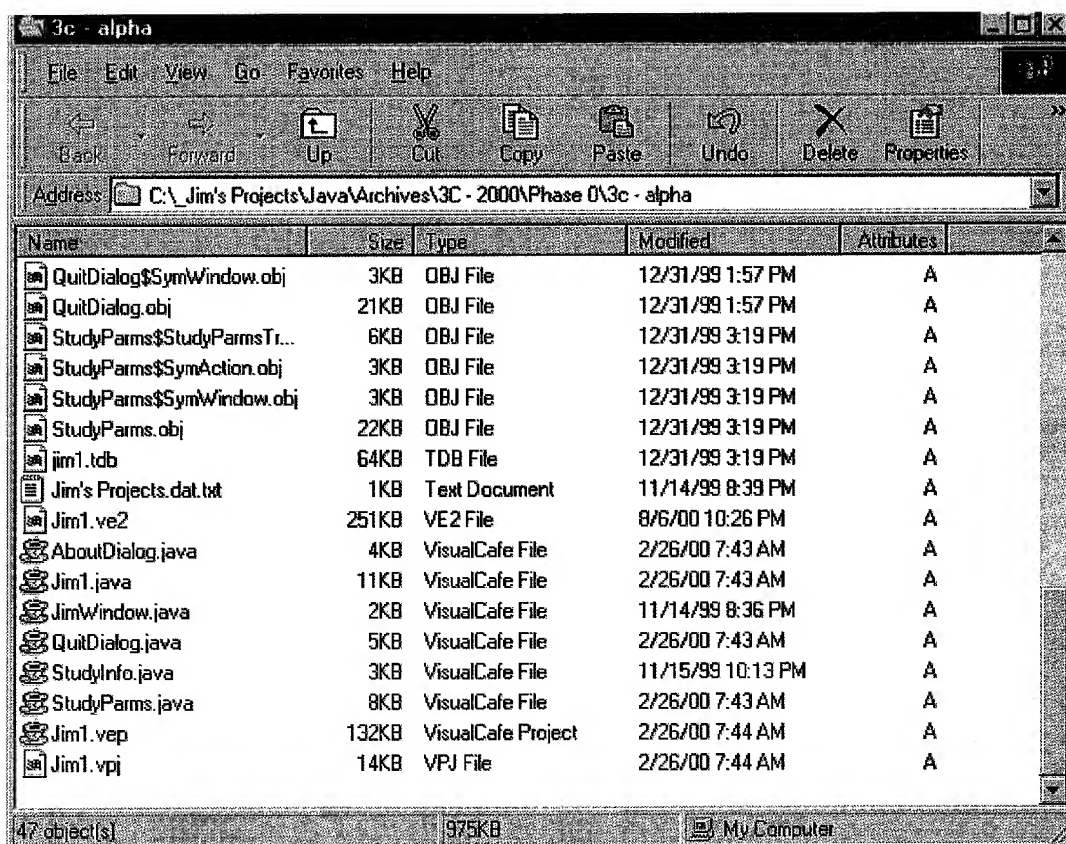 3c - alpha
File Edit View Go Favorites Help
Back Forward Up Cut Copy Paste Undo Delete Properties »
Address C:\_Jim's Projects\Java\Archives\3C - 2000\Phase 0\3c - alpha
Name Size Type Modified Attributes
QuitDialog$SymWindow.obj 3KB OBJ File 12/31/99 1:57 PM A
QuitDialog.obj 21KB OBJ File 12/31/99 1:57 PM A
StudyParms$StudyParmsTr... 6KB OBJ File 12/31/99 3:19 PM A
StudyParms$SymAction.obj 3KB OBJ File 12/31/99 3:19 PM A
StudyParms$SymWindow.obj 3KB OBJ File 12/31/99 3:19 PM A
StudyParms.obj 22KB OBJ File 12/31/99 3:19 PM A
jim1.tdb 64KB TDB File 12/31/99 3:19 PM A
Jim's Projects.dat.txt 1KB Text Document 11/14/99 8:39 PM A
Jim1.ve2 251KB VE2 File 8/6/00 10:26 PM A
AboutDialog.java 4KB VisualCafe File 2/26/00 7:43 AM A
Jim1.java 11KB VisualCafe File 2/26/00 7:43 AM A
JimWindow.java 2KB VisualCafe File 11/14/99 8:36 PM A
QuitDialog.java 5KB VisualCafe File 2/26/00 7:43 AM A
StudyInfo.java 3KB VisualCafe File 11/15/99 10:13 PM A
StudyParms.java 8KB VisualCafe File 2/26/00 7:43 AM A
Jim1.vep 132KB VisualCafe Project 2/26/00 7:44 AM A
Jim1.vpj 14KB VPJ File 2/26/00 7:44 AM A
47 object(s) 975KB My Computer